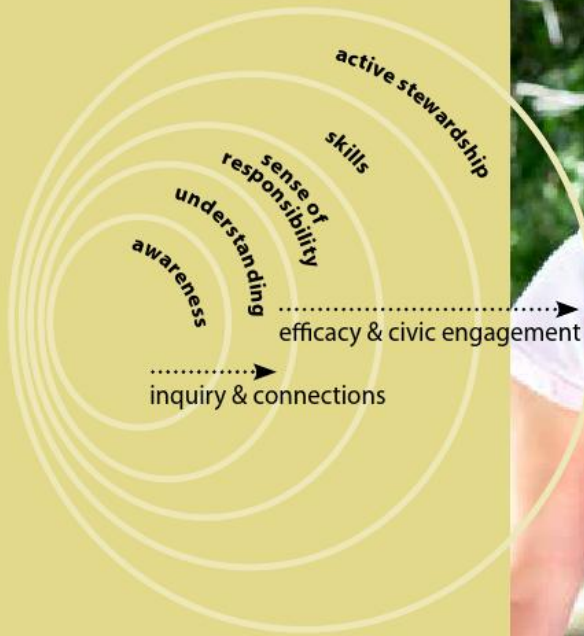 active stewardship
skills
sense of
responsibility
understanding
awareness
efficacy & civic engagement
inquiry & connections